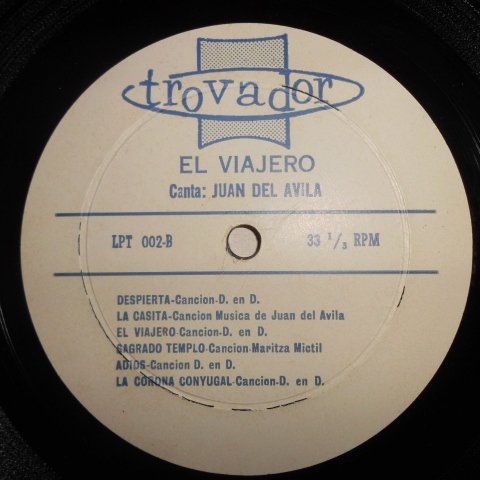 trovador
EL VIAJERO
Canta: JUAN DEL AVILA
LPT 002-B 33 1/3 RPM
DESPIERTA-Cancion-D. en D.
LA CASITA-Cancion Musica de Juan del Avila
EL VIAJERO-Cancion-D. en D.
SAGRADO TEMPLO-Cancion-Maritza Mictil
ADIOS-Cancion D. en D.
LA CORONA CONYUGAL-Cancion-D. en D.